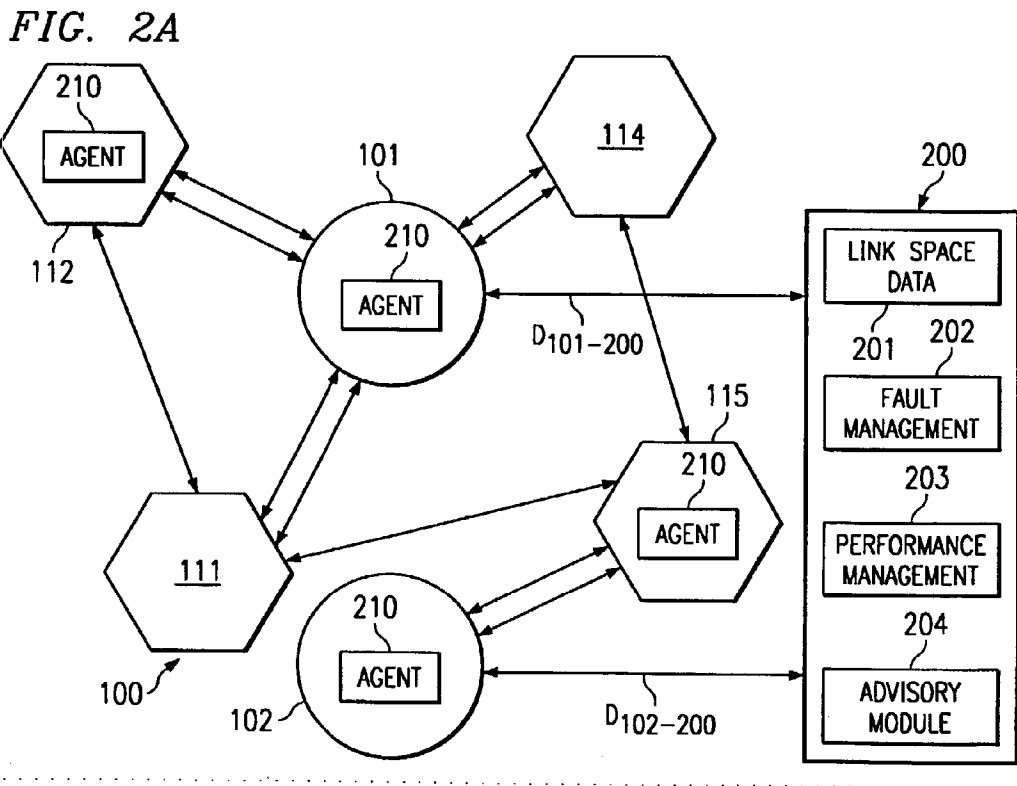 FIG. 2A
210
AGENT
112
101
210
AGENT
114
200
LINK SPACE
DATA
201
202
FAULT
MANAGEMENT
203
PERFORMANCE
MANAGEMENT
204
ADVISORY
MODULE
D101-200
115
210
AGENT
111
100
210
AGENT
102
D102-200